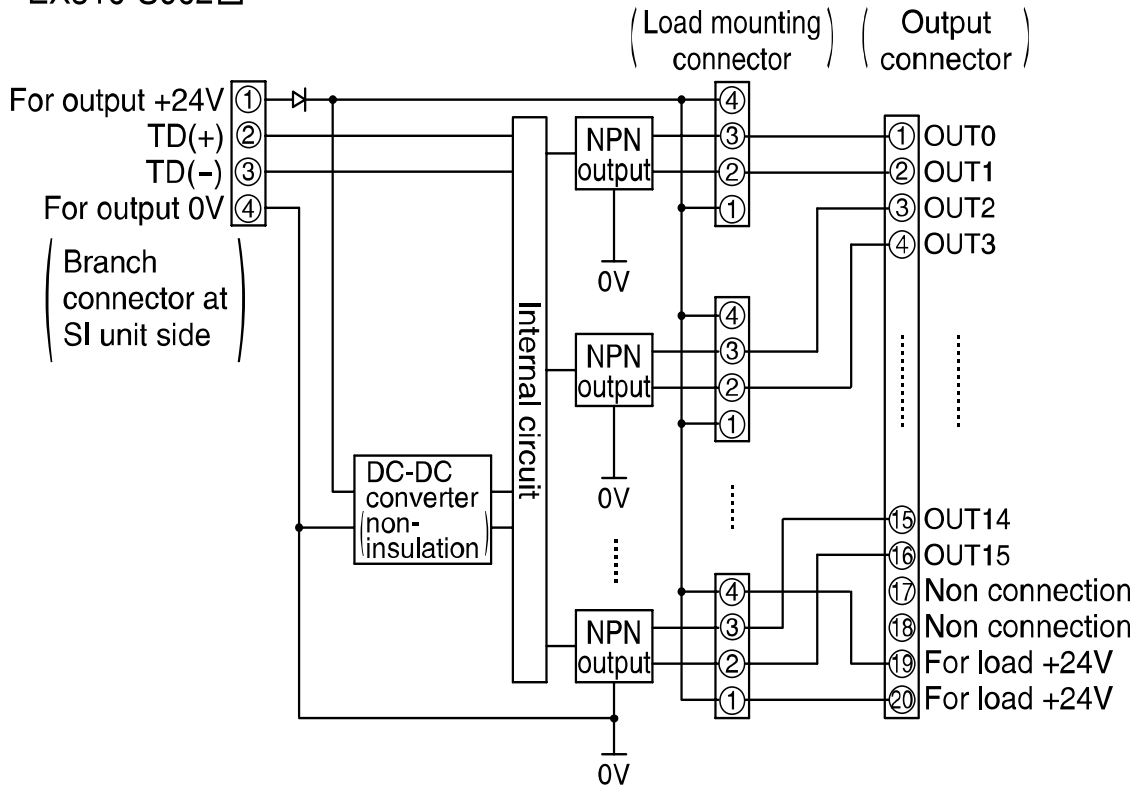 Load mounting
connector
Output
connector
For output +24V ①
TD(+) ②
TD(−) ③
For output 0V ④
Branch
connector at
SI unit side
Internal circuit
DC-DC
converter
non-
insulation
NPN
output
0V
NPN
output
0V
NPN
output
0V
④
③
②
①
④
③
②
①
④
③
②
①
① OUT0
② OUT1
③ OUT2
④ OUT3
⑮ OUT14
⑯ OUT15
⑰ Non connection
⑱ Non connection
⑲ For load +24V
⑳ For load +24V